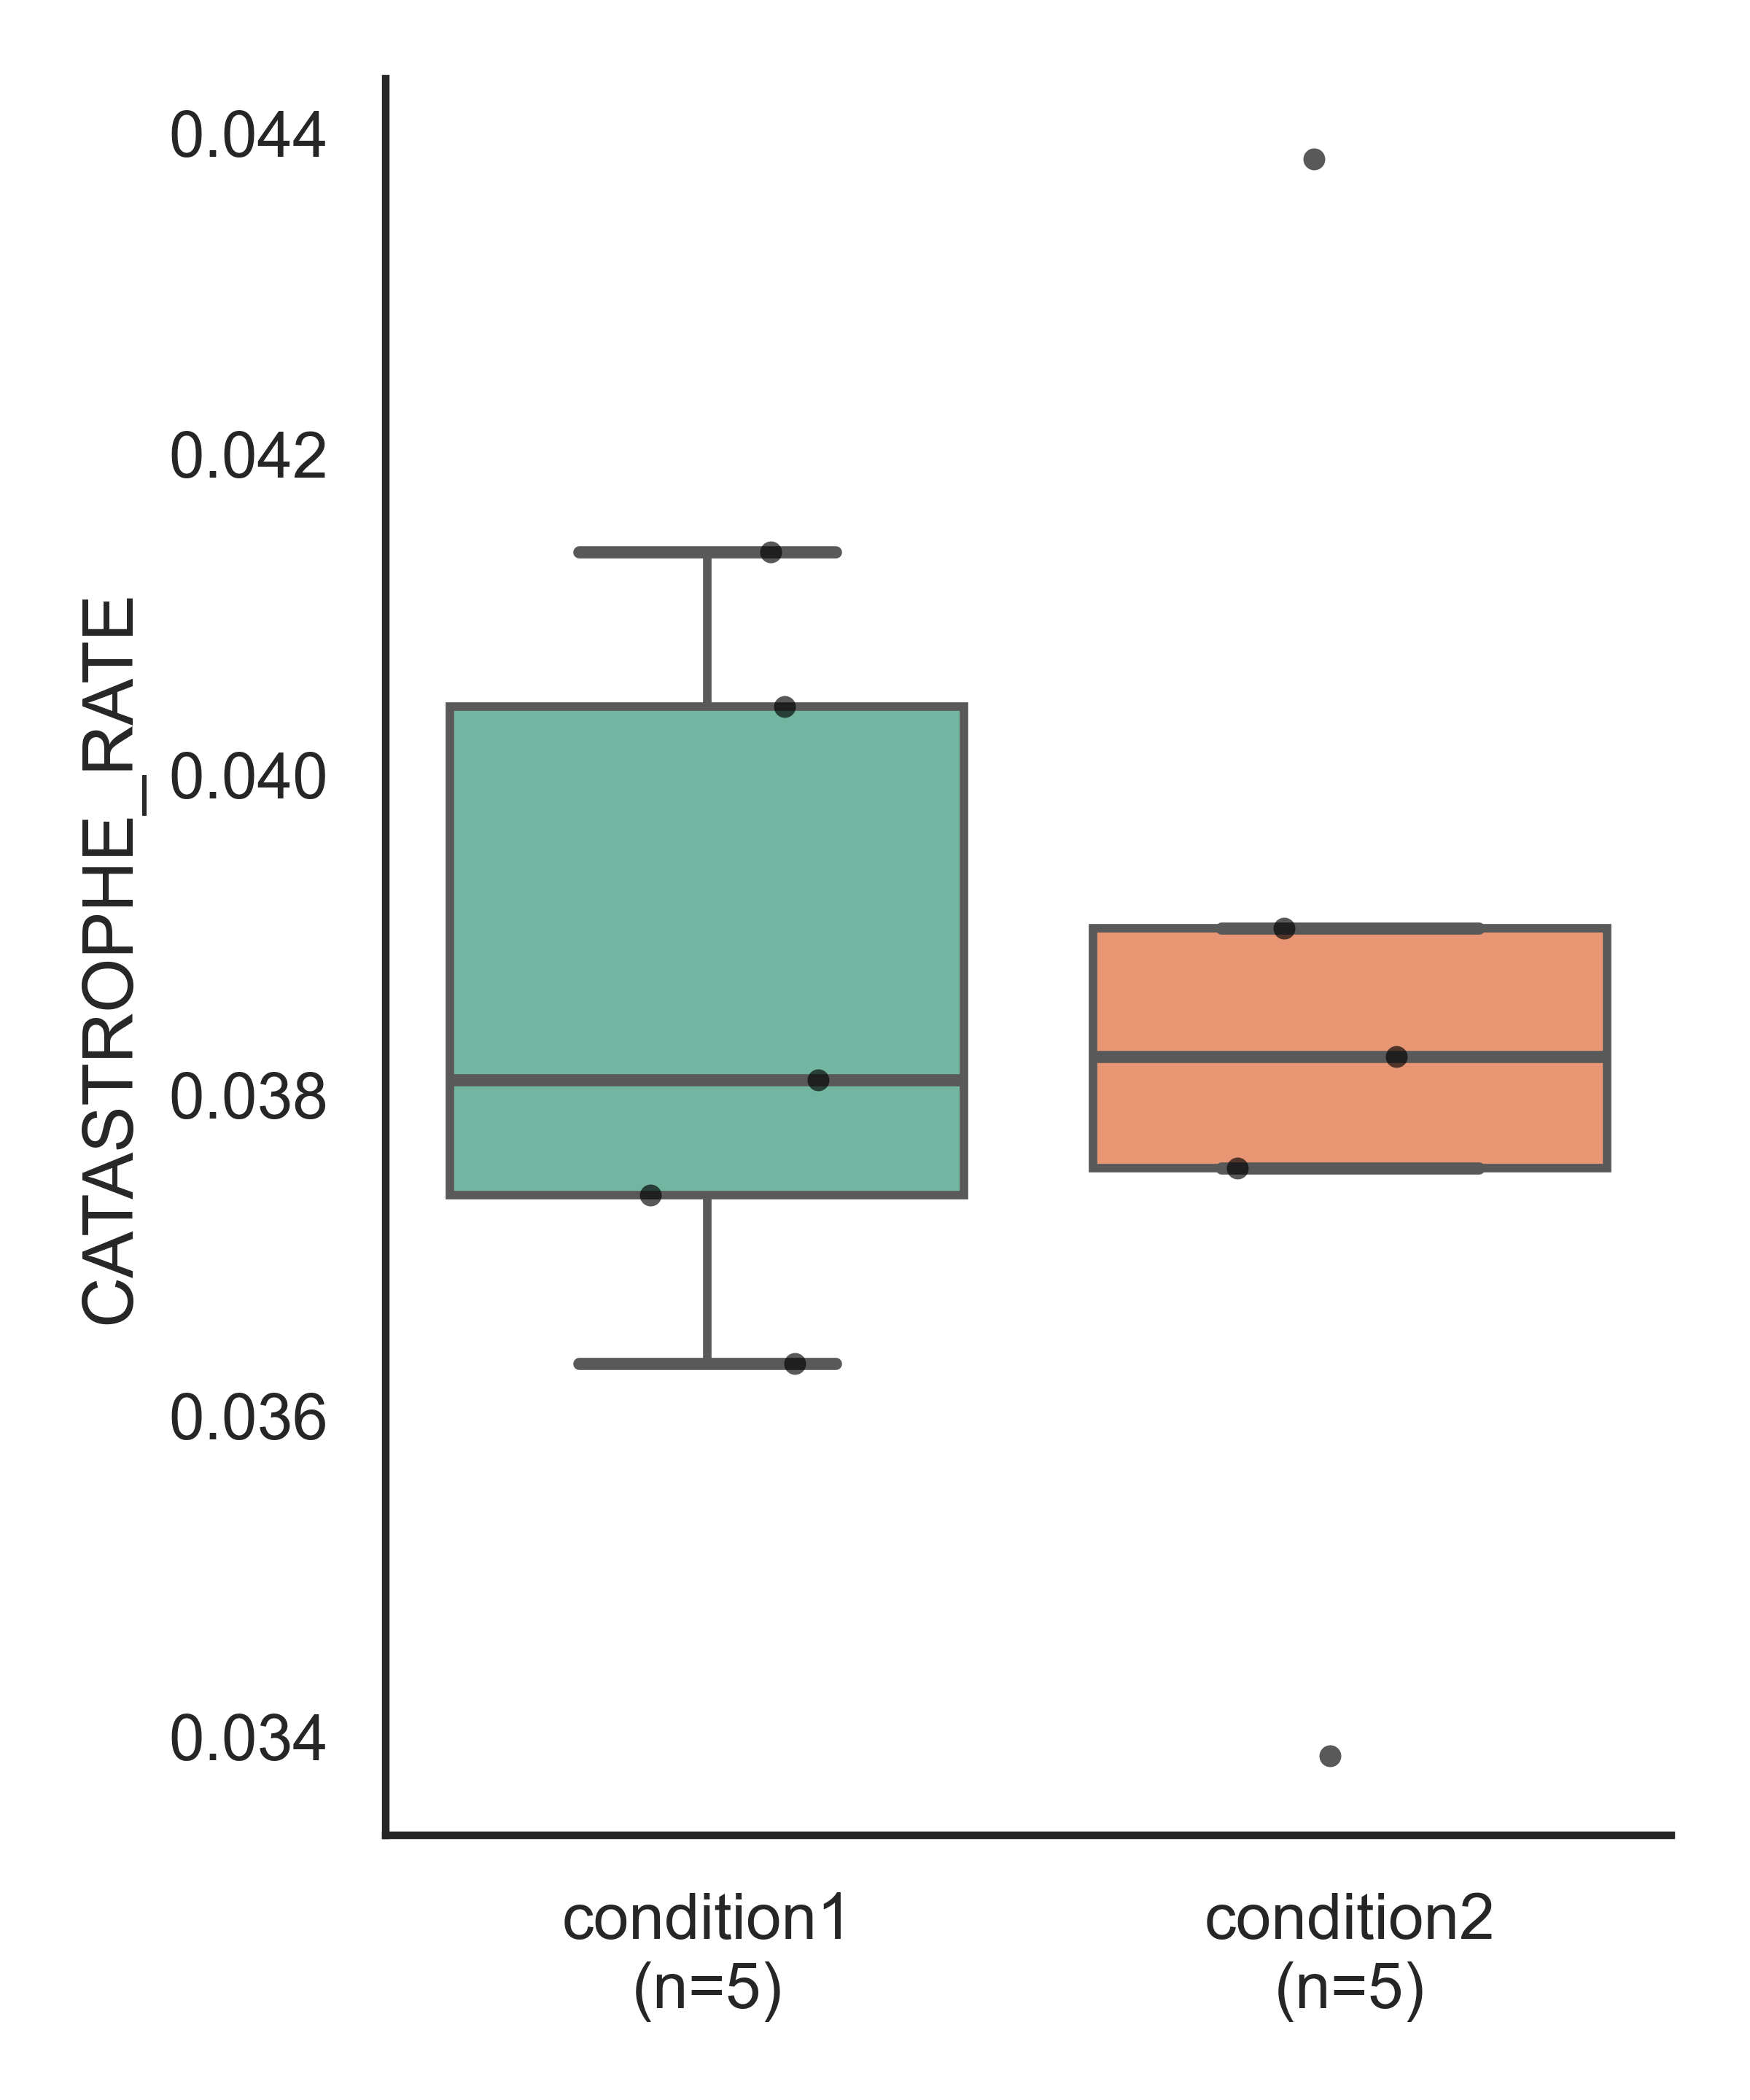 CATASTROPHE_RATE
0.044
0.042
0.040
0.038
0.036
0.034
condition1
(n=5)
condition2
(n=5)